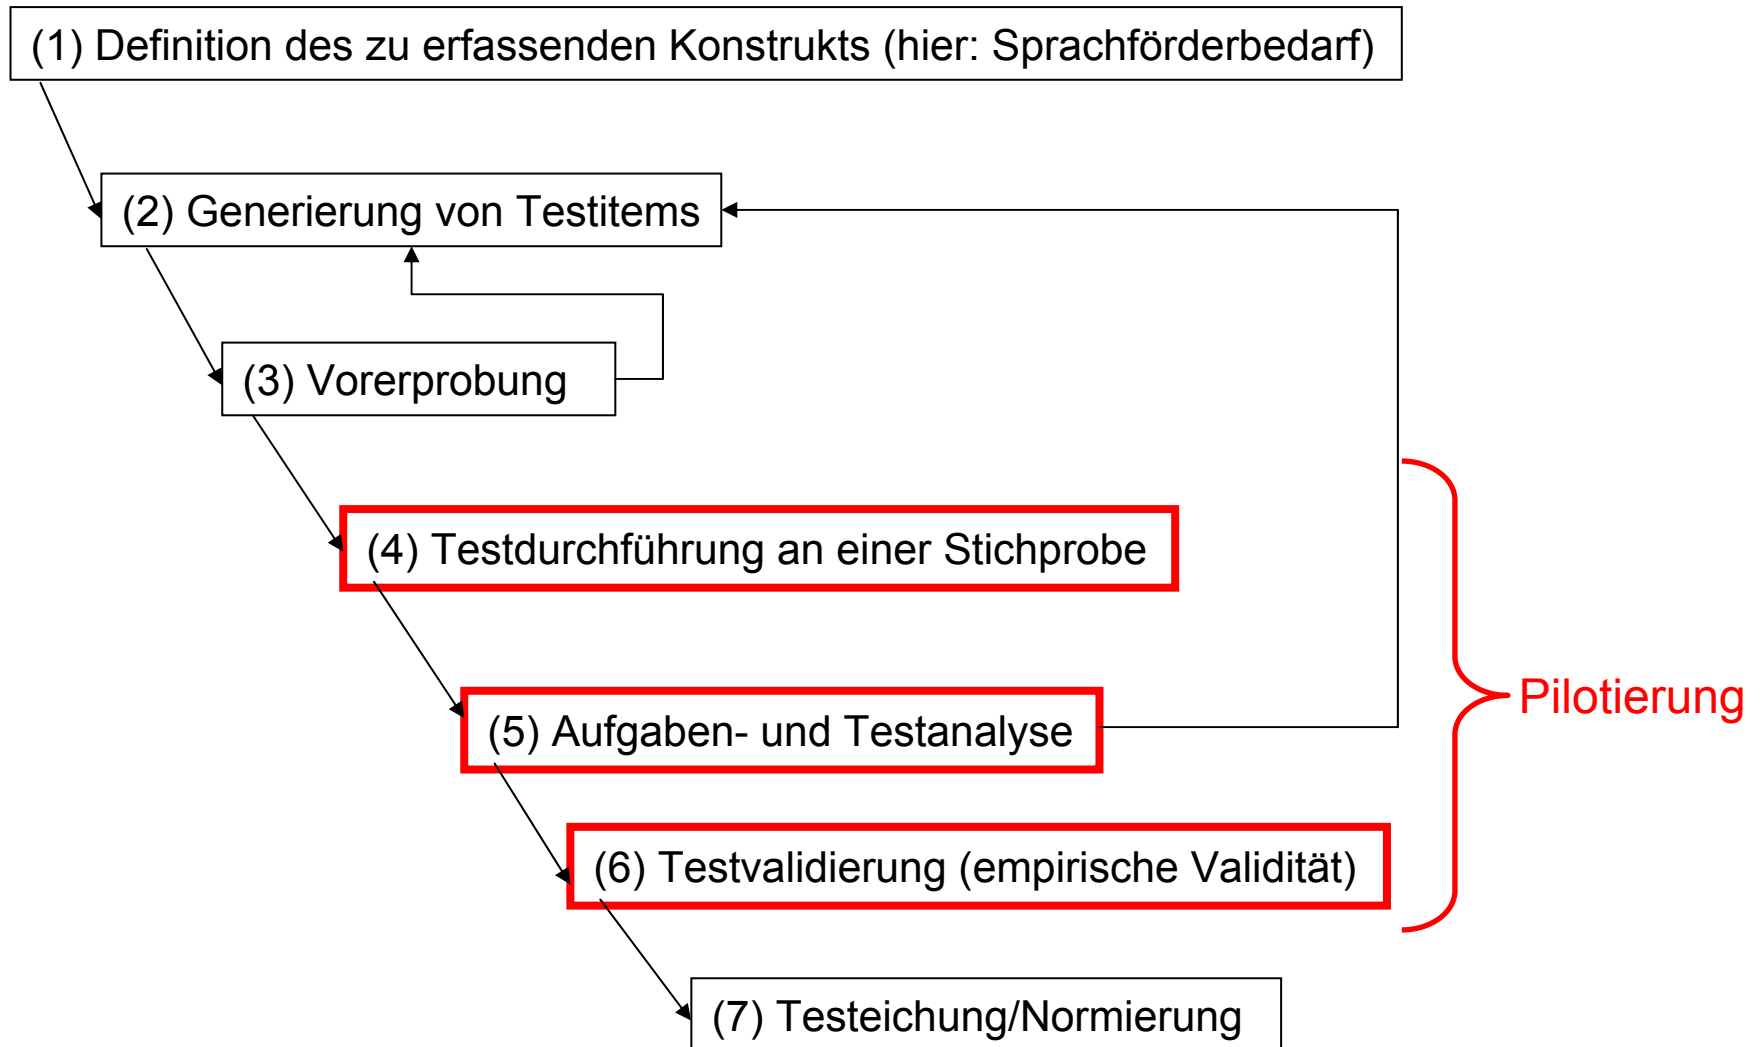 (1) Definition des zu erfassenden Konstrukts (hier: Sprachförderbedarf)
(2) Generierung von Testitems
(3) Vorerprobung
(4) Testdurchführung an einer Stichprobe
(5) Aufgaben- und Testanalyse
Pilotierung
(6) Testvalidierung (empirische Validität)
(7) Testeichung/Normierung